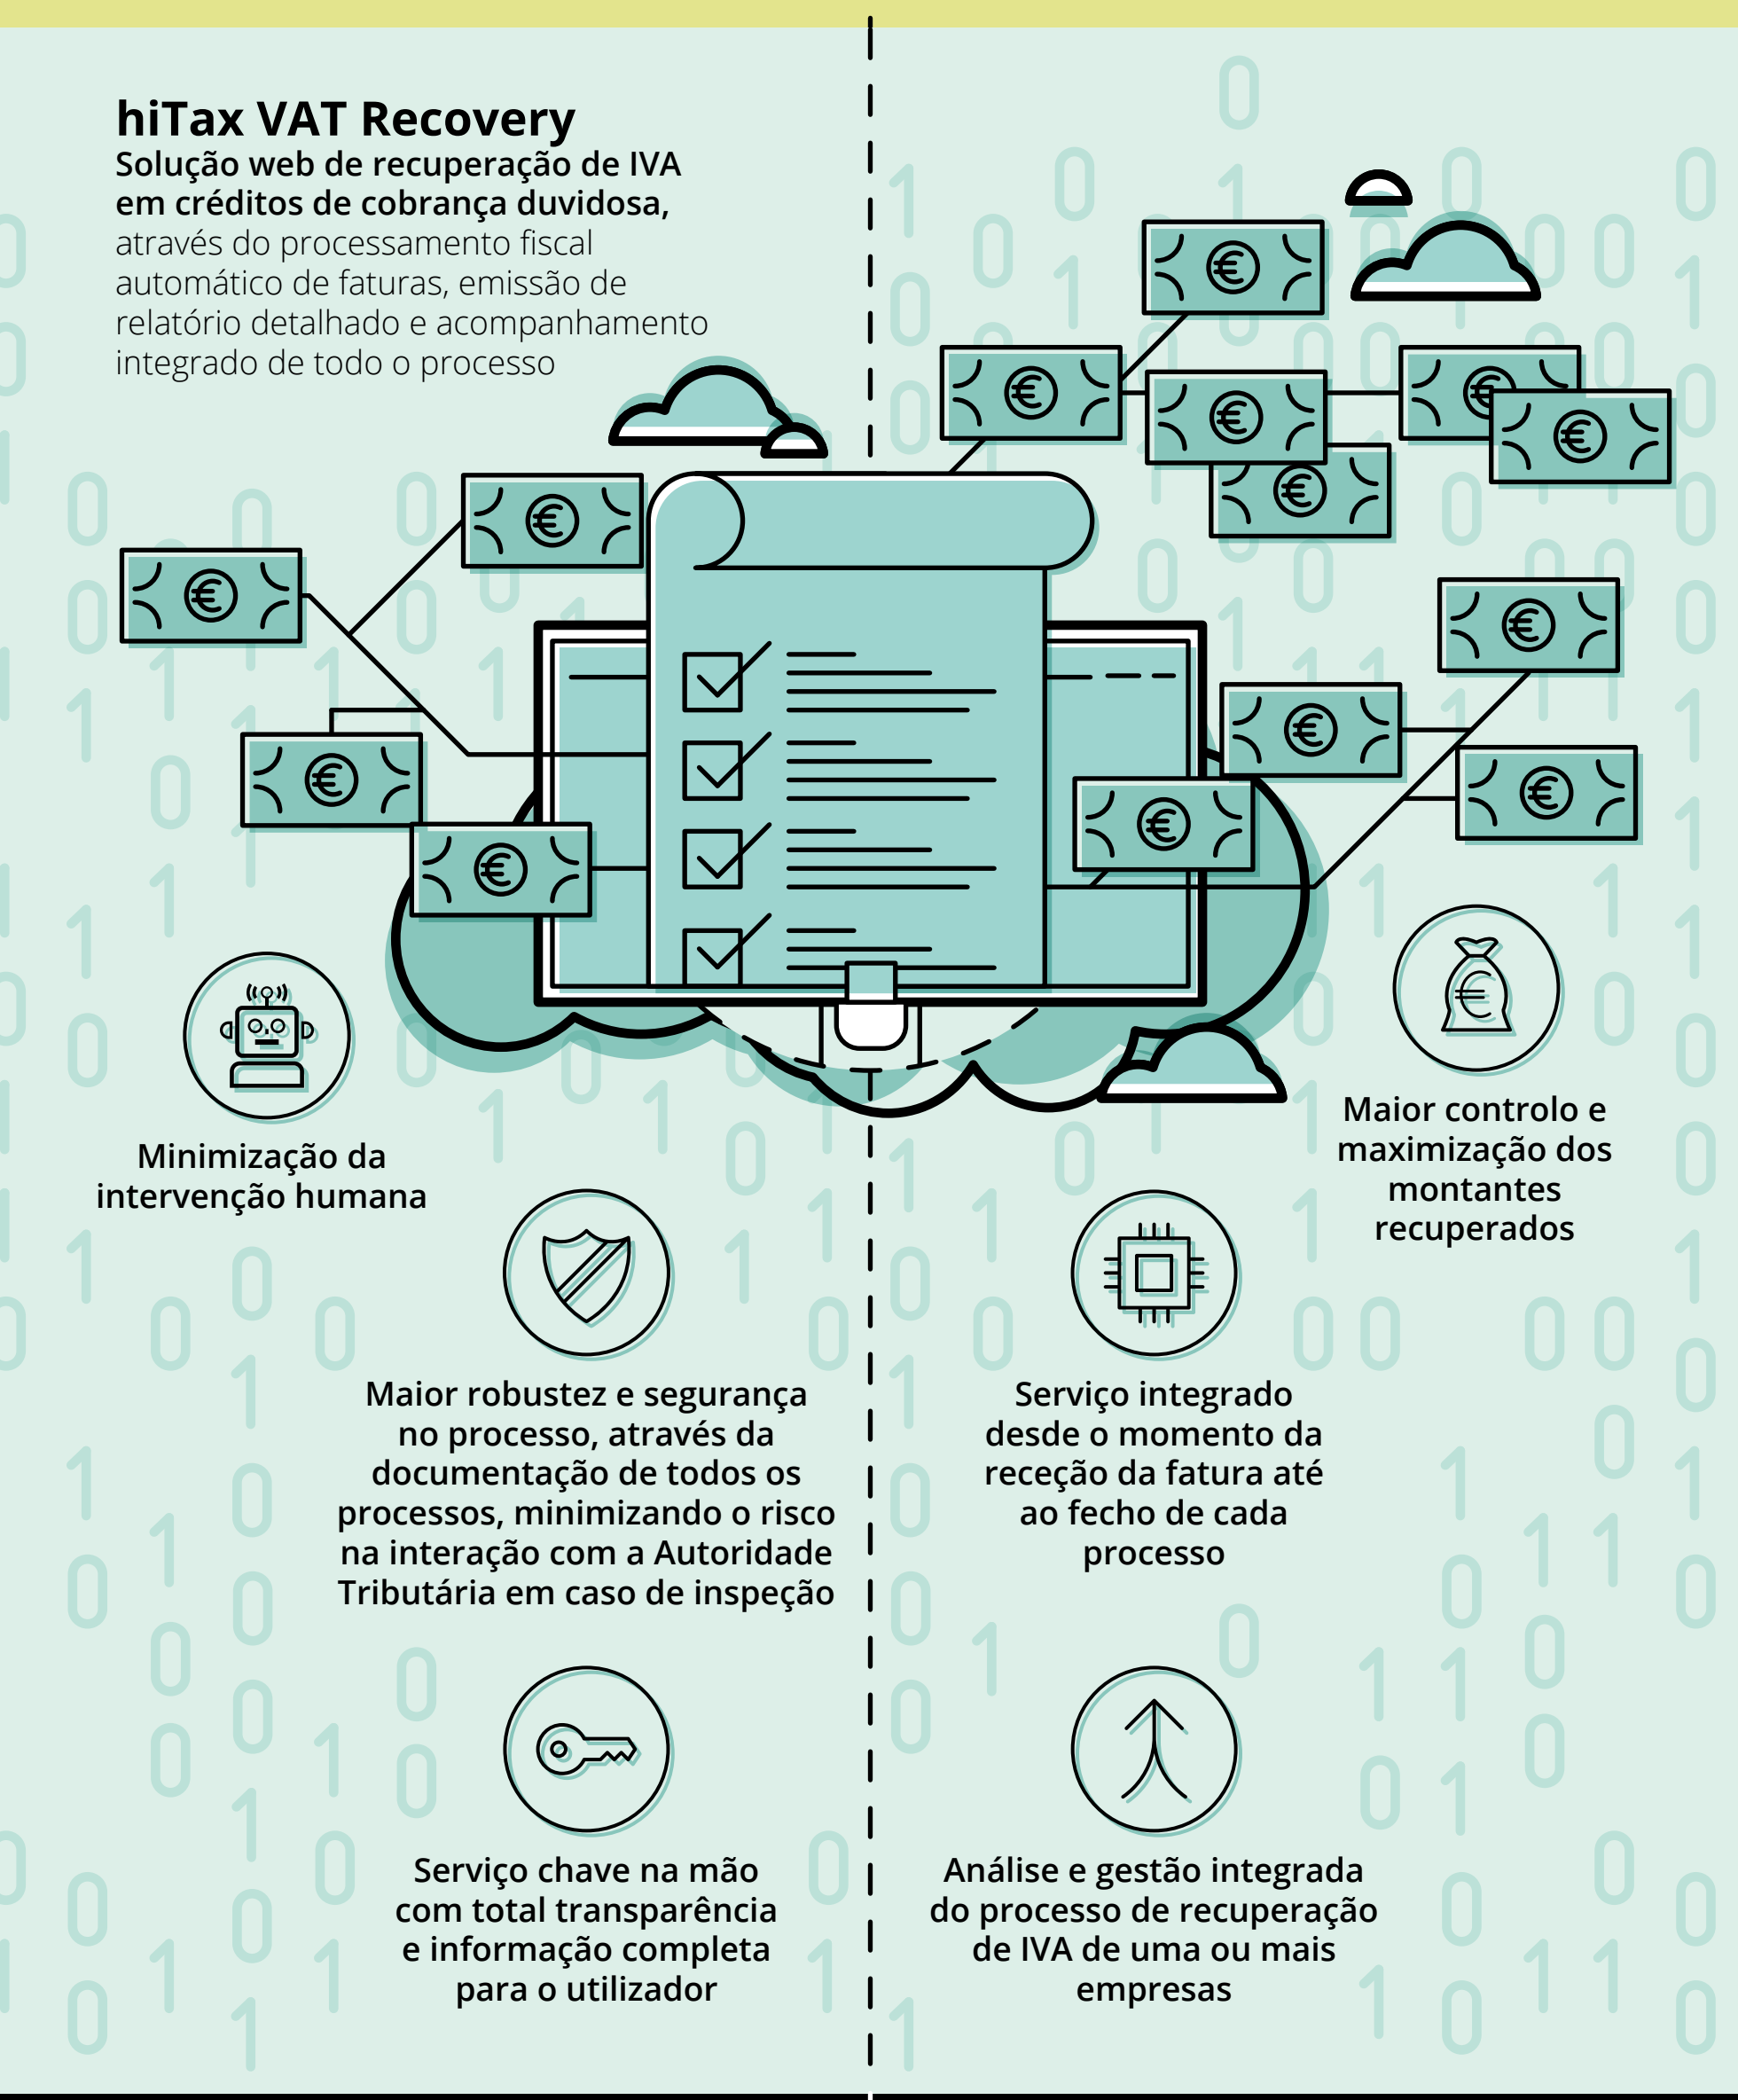 hiTax VAT Recovery
Solução web de recuperação de IVA
em créditos de cobrança duvidosa,
através do processamento fiscal
automático de faturas, emissão de
relatório detalhado e acompanhamento
integrado de todo o processo
Minimização da
intervenção humana
Maior controlo e
maximização dos
montantes
recuperados
Maior robustez e segurança
no processo, através da
documentação de todos os
processos, minimizando o risco
na interação com a Autoridade
Tributária em caso de inspeção
Serviço integrado
desde o momento da
receção da fatura até
ao fecho de cada
processo
Serviço chave na mão
com total transparência
e informação completa
para o utilizador
Análise e gestão integrada
do processo de recuperação
de IVA de uma ou mais
empresas